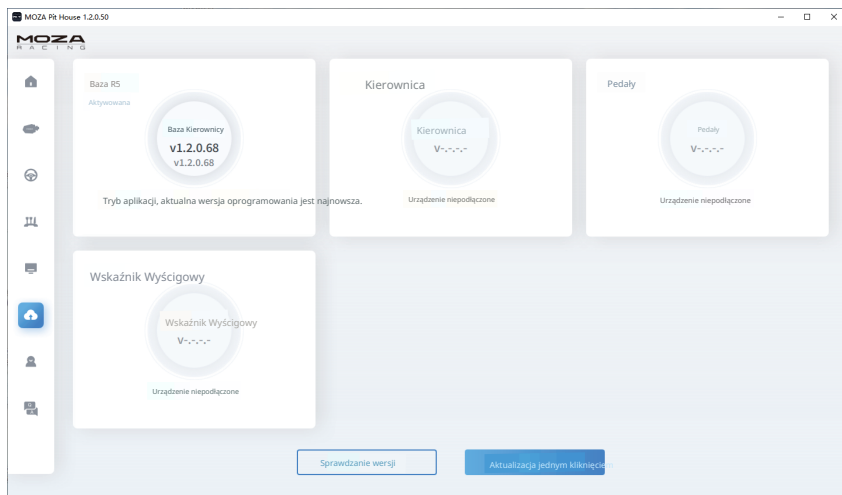 MOZA Pit House 1.2.0.50
MOZA
RACING
Baza R5
Aktywowana
Baza Kierownicy
v1.2.0.68
v1.2.0.68
Tryb aplikacji, aktualna wersja oprogramowania jest najnowsza.
Kierownica
Kierownica
v-.-.-.-
Urządzenie niepodłączone
Pedały
Pedały
v-.-.-.-
Urządzenie niepodłączone
Wskaźnik Wyścigowy
Wskaźnik Wyścigowy
v-.-.-.-
Urządzenie niepodłączone
Sprawdzanie wersji
Aktualizacja jednym kliknięciem